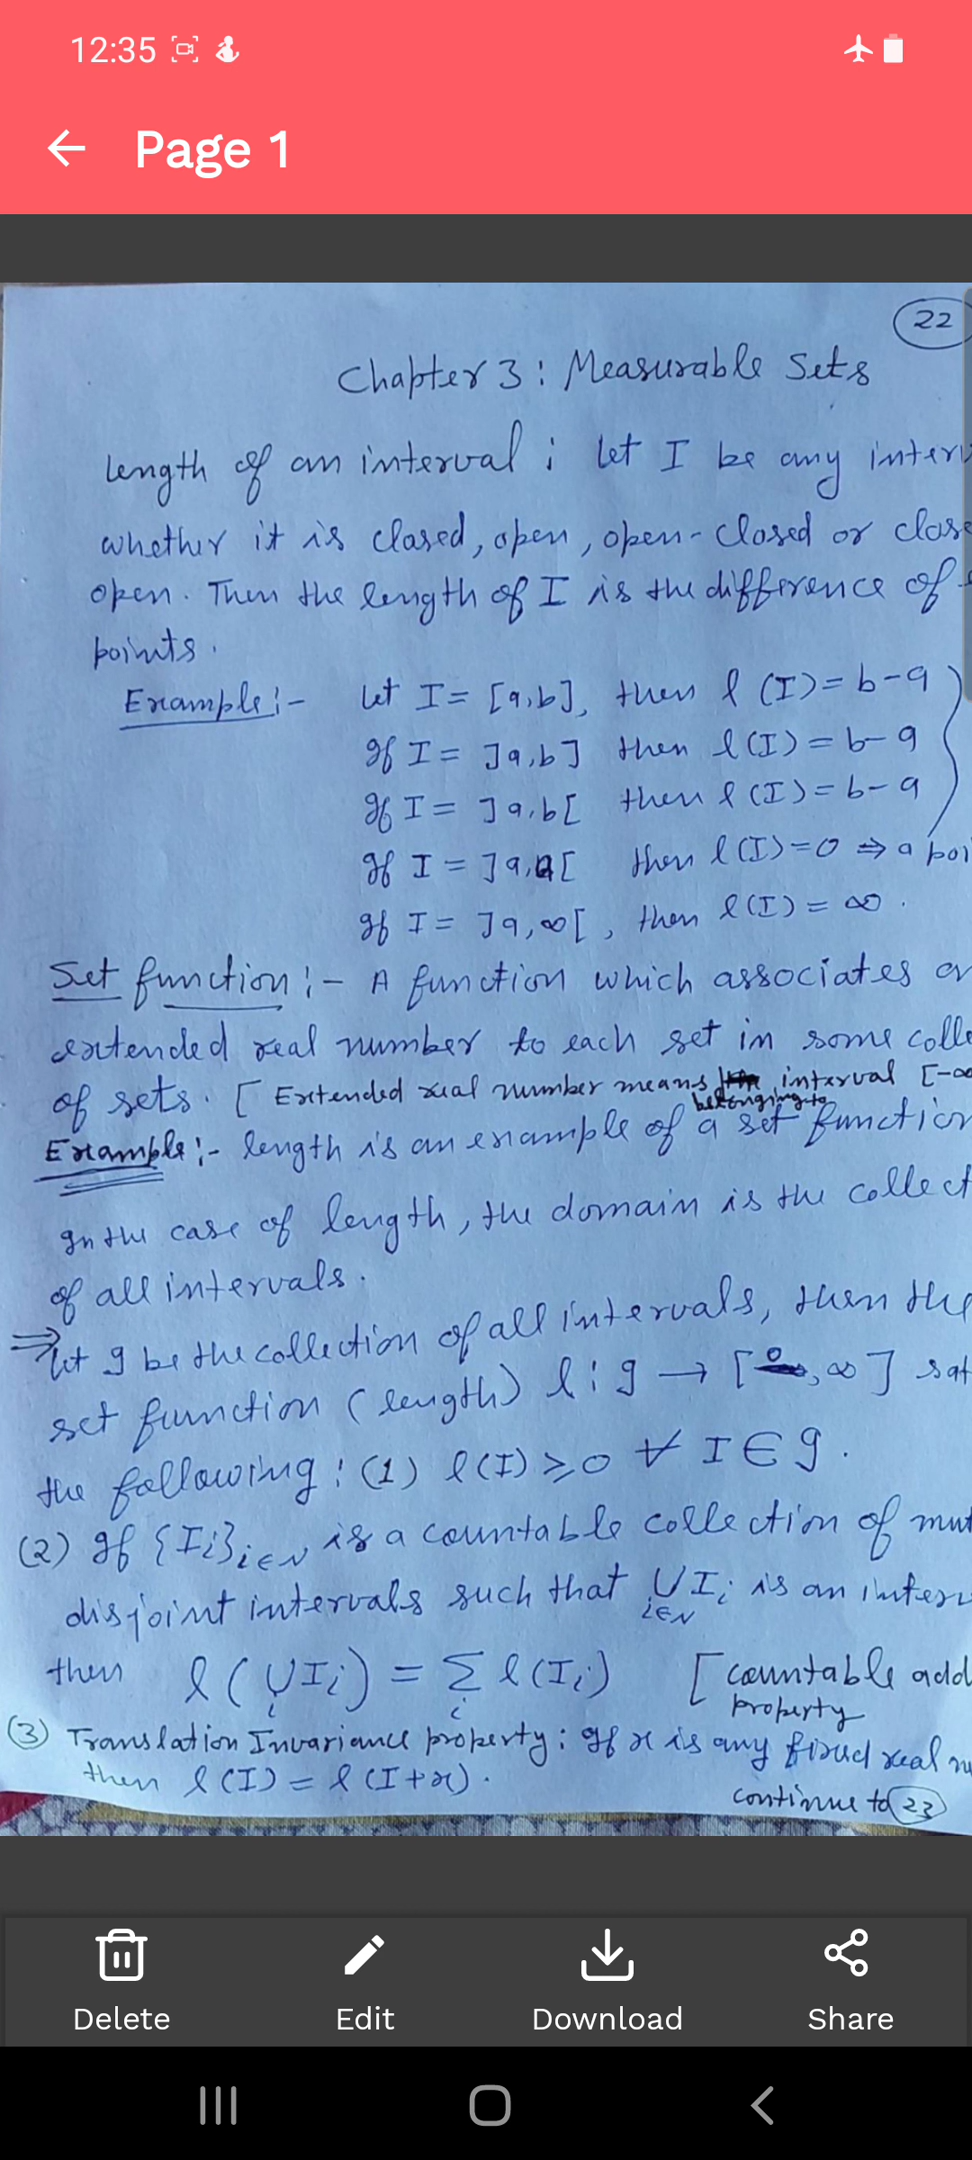 12:35
Page 1
22
Chapter 3 : Measurable Sets
Length of an interval : Let I be any interv
whether it is closed, open, open-closed or close
open. Then the length of I is the difference of
points.
Example :- Let I = [a,b], then l (I) = b-a
If I = ]a,b] then l (I) = b-a
If I = ]a,b[ then l (I) = b-a
If I = ]a,a[ then l (I) = 0 ⇒ a poi
If I = ]a,∞[ , then l (I) = ∞ .
Set function :- A function which associates an
extended real number to each set in some colle
of sets. [ Extended real number means belonging to interval [-∞
Example :- length is an example of a set function
In the case of length, the domain is the collect
of all intervals.
⇒ Let g be the collection of all intervals, then the
set function (length) l : g → [0, ∞ ] sat
the following : (1) l (I) ≥ 0 ∀ I ∈ g .
(2) If {Ii}i∈N is a countable collection of mut
disjoint intervals such that ∪ Ii is an interv
i∈N
then l ( ∪ Ii ) = Σ l (Ii) [ countable add
i i property
(3) Translation Invariance property : If x is any fixed real nu
then l (I) = l (I+x) .
continue to 23
Delete Edit Download Share